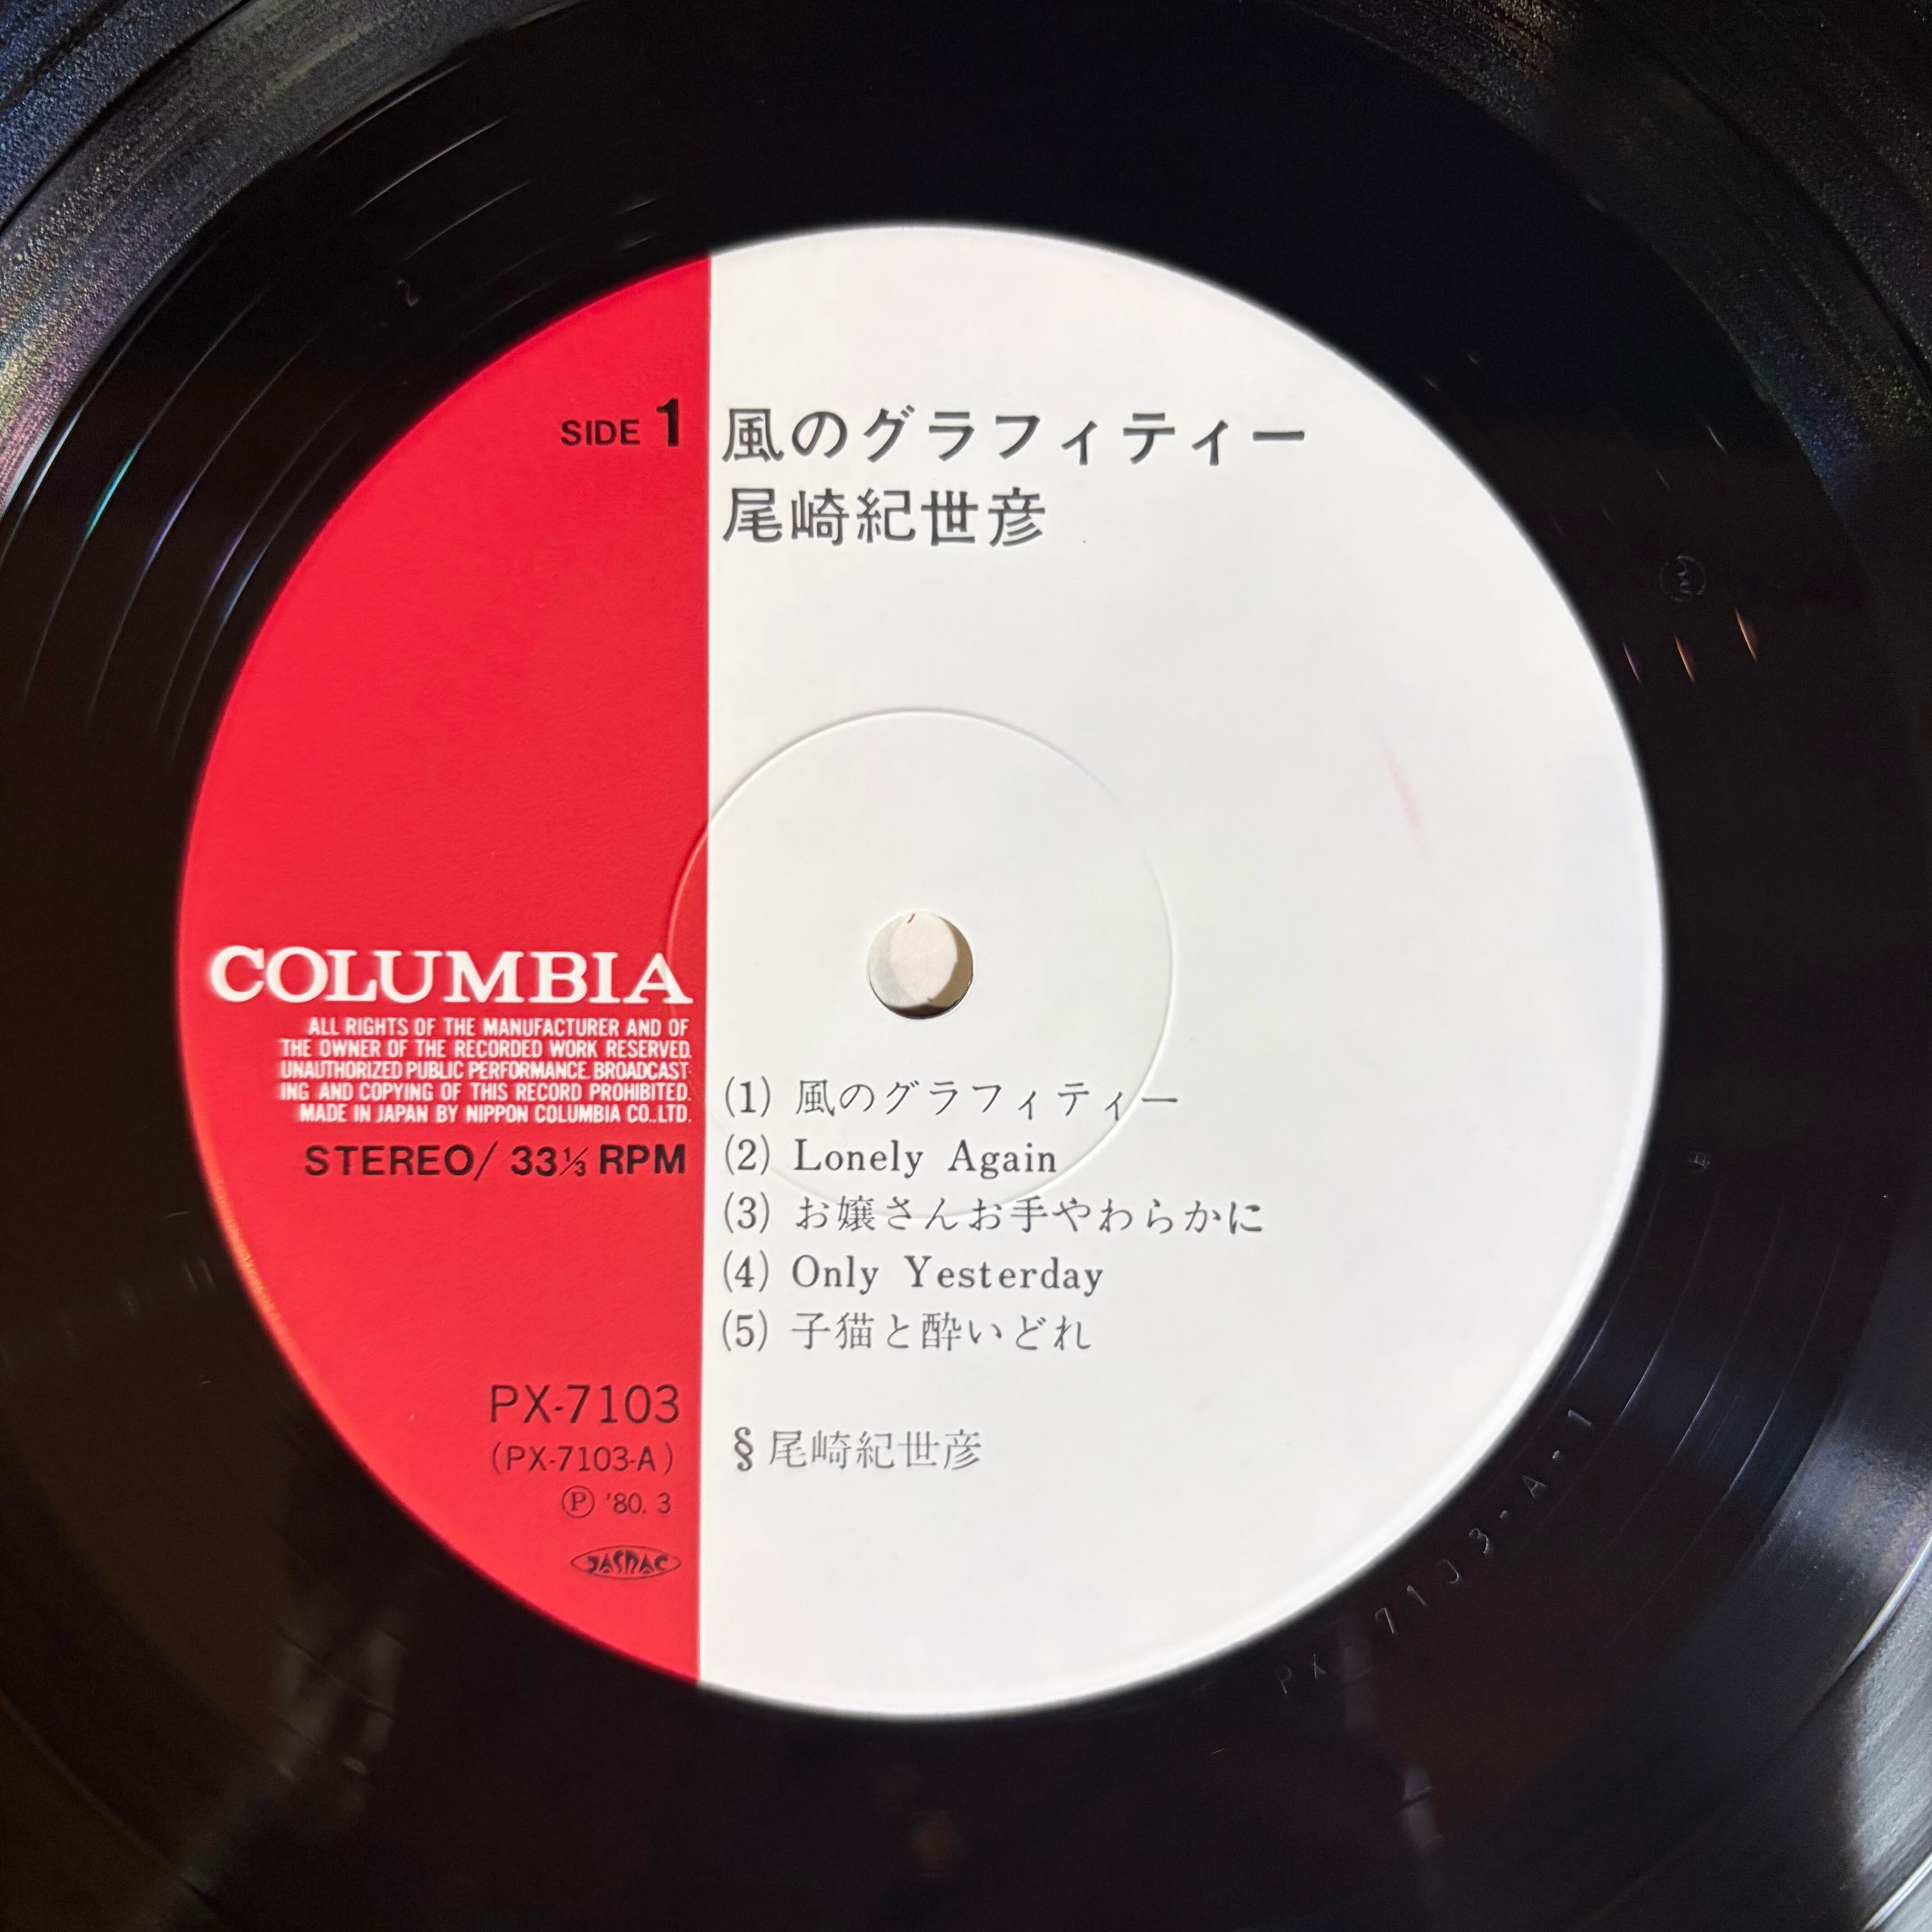 SIDE 1
風のグラフィティー
尾崎紀世彦
COLUMBIA
ALL RIGHTS OF THE MANUFACTURER AND OF
THE OWNER OF THE RECORDED WORK RESERVED.
UNAUTHORIZED PUBLIC PERFORMANCE. BROADCAST-
ING AND COPYING OF THIS RECORD PROHIBITED.
MADE IN JAPAN BY NIPPON COLUMBIA CO.,LTD.
STEREO/ 33⅓ RPM
(1) 風のグラフィティー
(2) Lonely Again
(3) お嬢さんお手やわらかに
(4) Only Yesterday
(5) 子猫と酔いどれ
§ 尾崎紀世彦
PX-7103
(PX-7103-A)
Ⓟ '80. 3
JASRAC
PX-7103-A-1
2